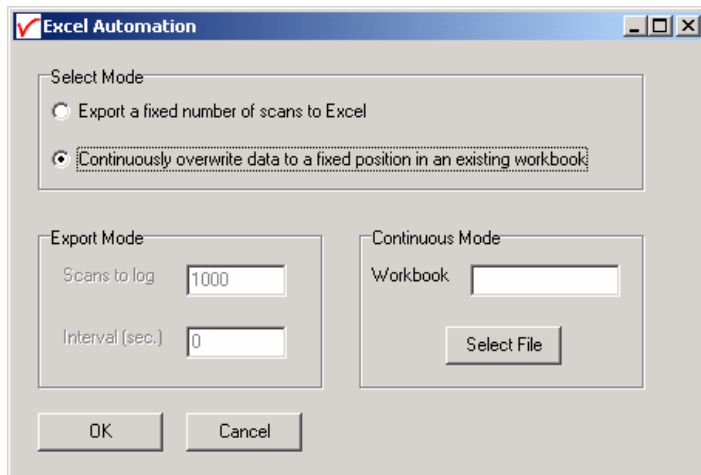 Excel Automation
Select Mode
Export a fixed number of scans to Excel
Continuously overwrite data to a fixed position in an existing workbook
Export Mode
Scans to log 1000
Interval (sec.) 0
Continuous Mode
Workbook
Select File
OK Cancel